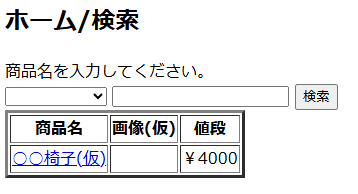 ホーム/検索
商品名を入力してください。
検索
商品名 画像(仮) 値段
○○椅子(仮) ￥4000